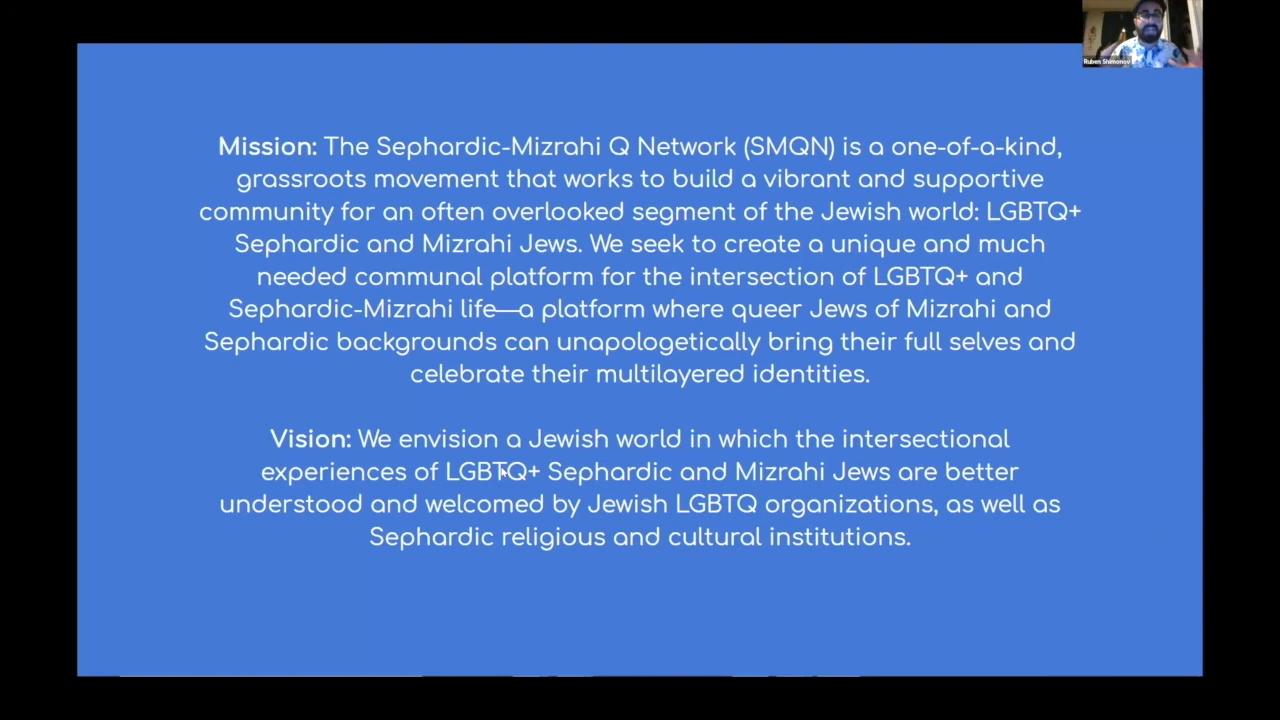 Ruben Shimonov
Mission: The Sephardic-Mizrahi Q Network (SMQN) is a one-of-a-kind,
grassroots movement that works to build a vibrant and supportive
community for an often overlooked segment of the Jewish world: LGBTQ+
Sephardic and Mizrahi Jews. We seek to create a unique and much
needed communal platform for the intersection of LGBTQ+ and
Sephardic-Mizrahi life—a platform where queer Jews of Mizrahi and
Sephardic backgrounds can unapologetically bring their full selves and
celebrate their multilayered identities.
Vision: We envision a Jewish world in which the intersectional
experiences of LGBTQ+ Sephardic and Mizrahi Jews are better
understood and welcomed by Jewish LGBTQ organizations, as well as
Sephardic religious and cultural institutions.